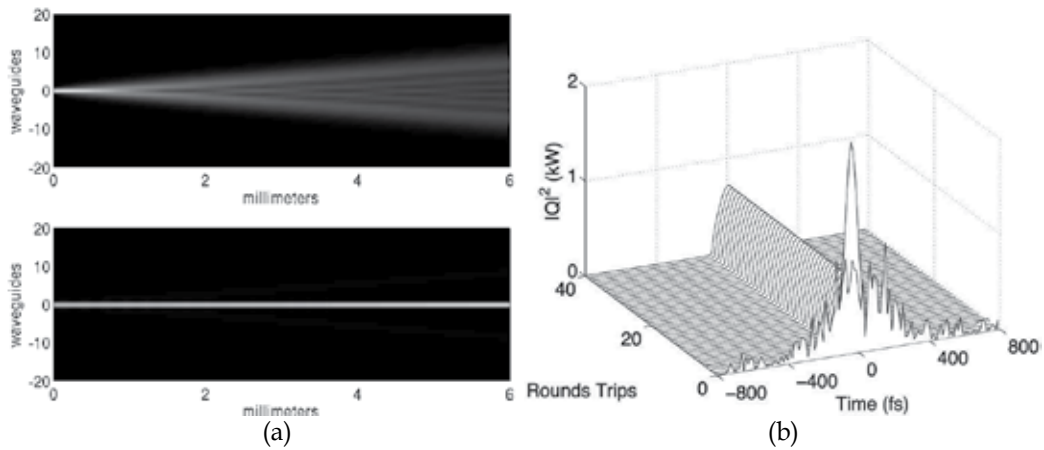 20
10
0
-10
-20
waveguides
0 2 4 6
millimeters
20
10
0
-10
-20
waveguides
0 2 4 6
millimeters
(a)
2
1
0
|Q|² (kW)
40
20
0
Rounds Trips
-800 -400 0 400 800
Time (fs)
(b)